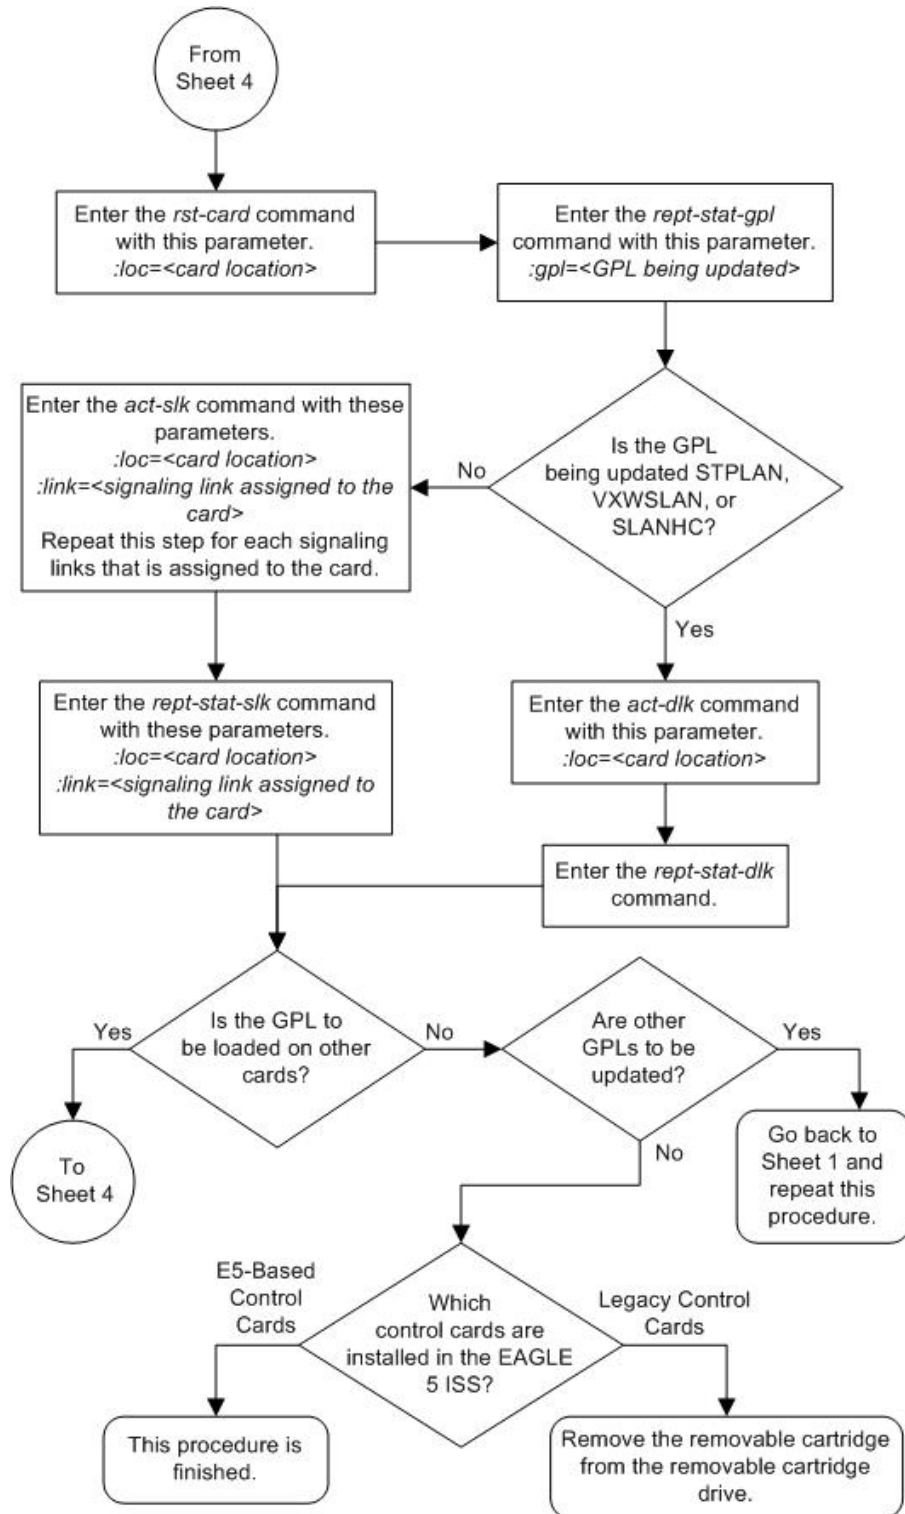 From
Sheet 4
Enter the rst-card command
with this parameter.
:loc=<card location>
Enter the rept-stat-gpl
command with this parameter.
:gpl=<GPL being updated>
Enter the act-slk command with these
parameters.
:loc=<card location>
:link=<signaling link assigned to the
card>
Repeat this step for each signaling
links that is assigned to the card.
No
Is the GPL
being updated STPLAN,
VXWSLAN, or
SLANHC?
Yes
Enter the rept-stat-slk command
with these parameters.
:loc=<card location>
:link=<signaling link assigned to
the card>
Enter the act-dlk command
with this parameter.
:loc=<card location>
Enter the rept-stat-dlk
command.
Yes
Is the GPL to
be loaded on other
cards?
No
Are other
GPLs to be
updated?
Yes
To
Sheet 4
No
Go back to
Sheet 1 and
repeat this
procedure.
E5-Based
Control
Cards
Which
control cards are
installed in the EAGLE
5 ISS?
Legacy Control
Cards
This procedure is
finished.
Remove the removable cartridge
from the removable cartridge
drive.